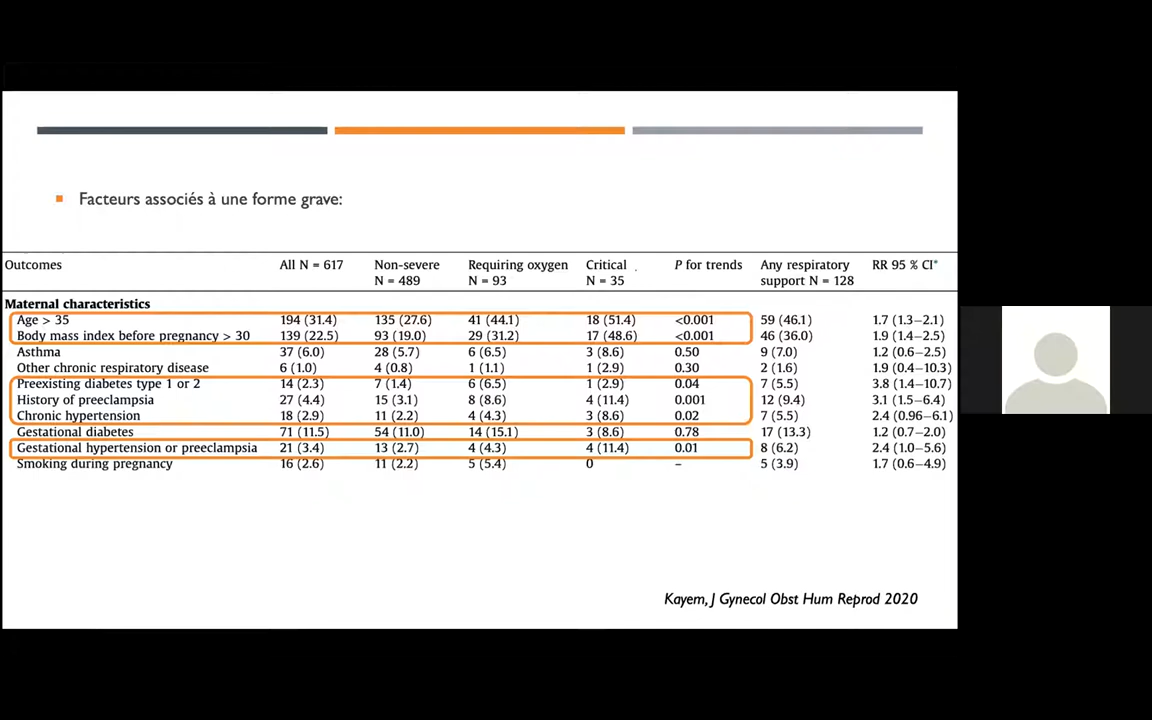 Facteurs associés à une forme grave:
Outcomes All N = 617 Non-severe N = 489 Requiring oxygen N = 93 Critical N = 35 P for trends Any respiratory support N = 128 RR 95 % CI*
Maternal characteristics
Age > 35 194 (31.4) 135 (27.6) 41 (44.1) 18 (51.4) <0.001 59 (46.1) 1.7 (1.3–2.1)
Body mass index before pregnancy > 30 139 (22.5) 93 (19.0) 29 (31.2) 17 (48.6) <0.001 46 (36.0) 1.9 (1.4–2.5)
Asthma 37 (6.0) 28 (5.7) 6 (6.5) 3 (8.6) 0.50 9 (7.0) 1.2 (0.6–2.5)
Other chronic respiratory disease 6 (1.0) 4 (0.8) 1 (1.1) 1 (2.9) 0.30 2 (1.6) 1.9 (0.4–10.3)
Preexisting diabetes type 1 or 2 14 (2.3) 7 (1.4) 6 (6.5) 1 (2.9) 0.04 7 (5.5) 3.8 (1.4–10.7)
History of preeclampsia 27 (4.4) 15 (3.1) 8 (8.6) 4 (11.4) 0.001 12 (9.4) 3.1 (1.5–6.4)
Chronic hypertension 18 (2.9) 11 (2.2) 4 (4.3) 3 (8.6) 0.02 7 (5.5) 2.4 (0.96–6.1)
Gestational diabetes 71 (11.5) 54 (11.0) 14 (15.1) 3 (8.6) 0.78 17 (13.3) 1.2 (0.7–2.0)
Gestational hypertension or preeclampsia 21 (3.4) 13 (2.7) 4 (4.3) 4 (11.4) 0.01 8 (6.2) 2.4 (1.0–5.6)
Smoking during pregnancy 16 (2.6) 11 (2.2) 5 (5.4) 0 – 5 (3.9) 1.7 (0.6–4.9)
Kayem, J Gynecol Obst Hum Reprod 2020